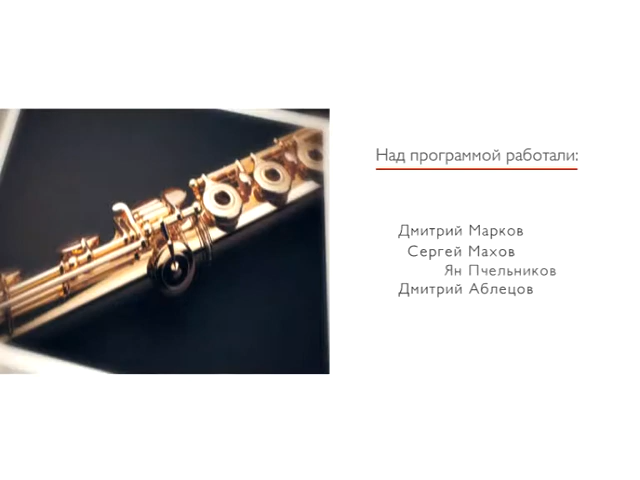 Над программой работали:
Дмитрий Марков
Сергей Махов
Ян Пчельников
Дмитрий Аблецов